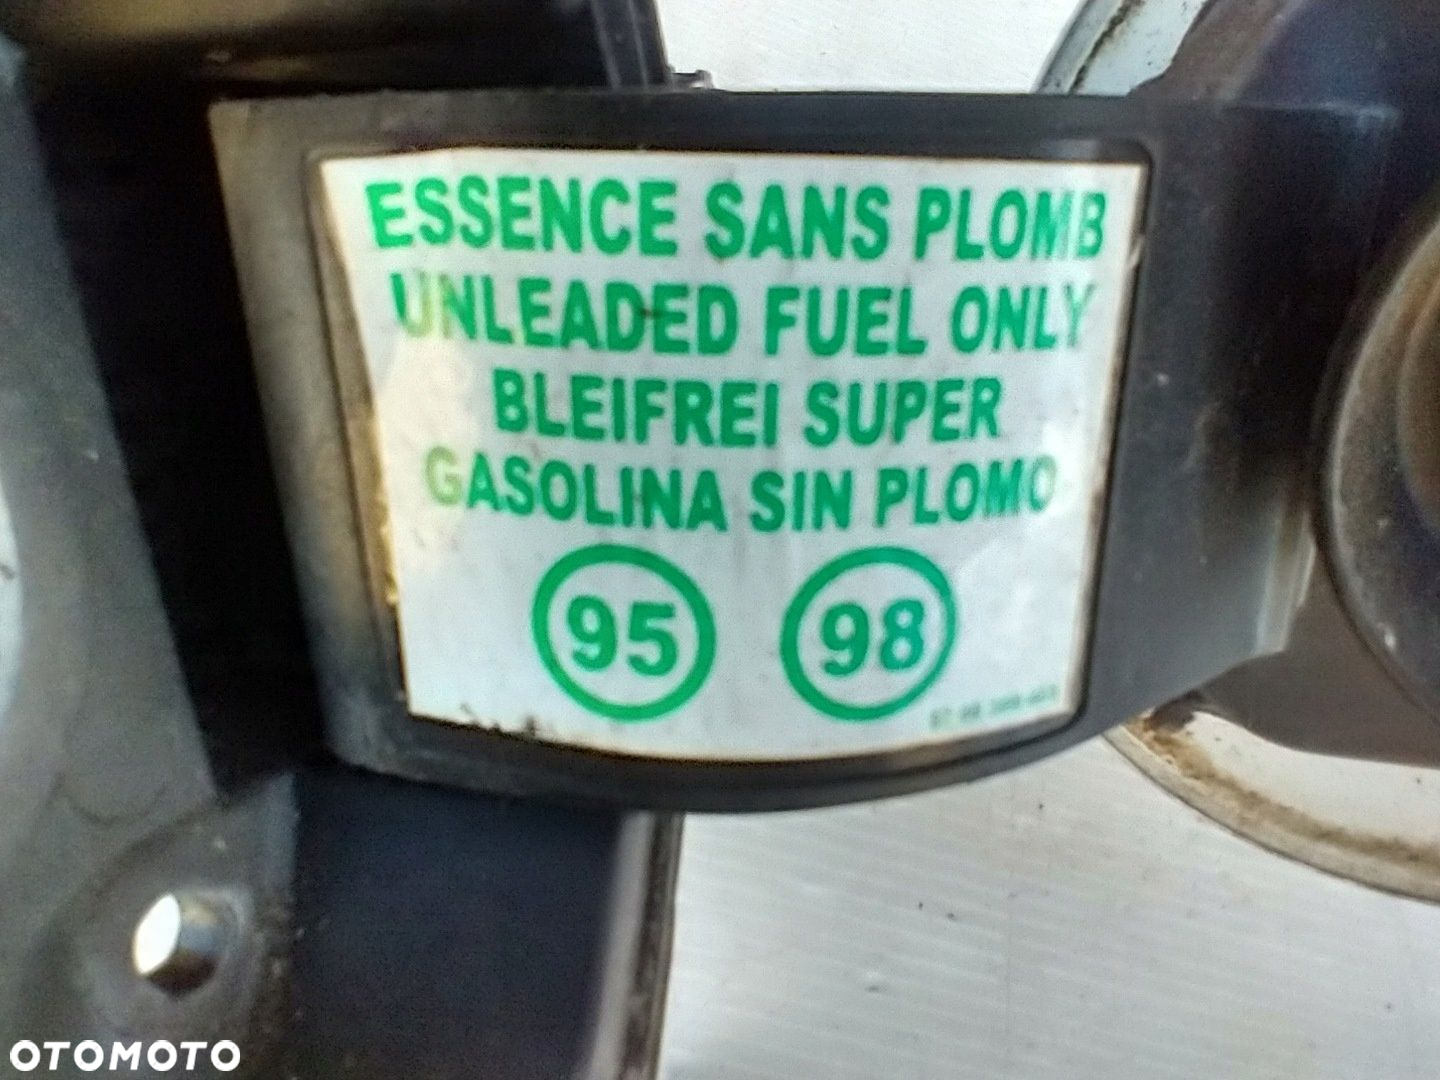 ESSENCE SANS PLOMB
UNLEADED FUEL ONLY
BLEIFREI SUPER
GASOLINA SIN PLOMO
95 98
OTOMOTO